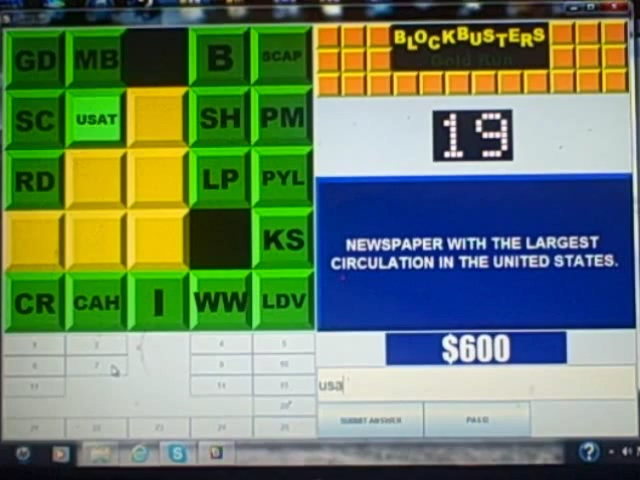 GD MB B SCAP
BLOCKBUSTERS
Gold Run
SC USAT SH PM
19
RD LP PYL
KS
NEWSPAPER WITH THE LARGEST
CIRCULATION IN THE UNITED STATES.
CR CAH I WW LDV
$600
usa
SUBMIT ANSWER